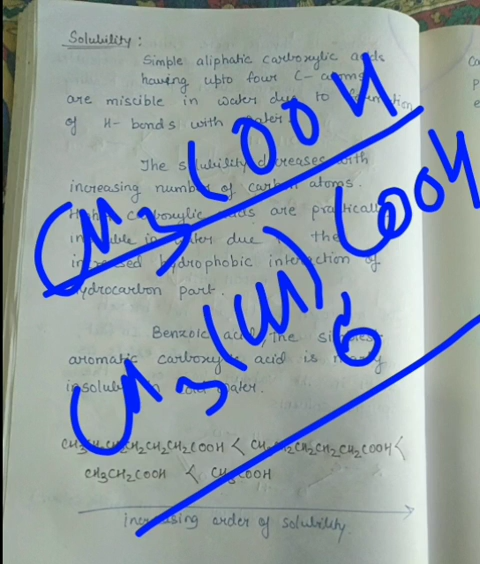 Solubility :
Simple aliphatic carboxylic acids
having upto four C- atoms
are miscible in water due to formation
of H- bonds with water.
The solubility decreases with
increasing number of carbon atoms.
Higher carboxylic acids are practically
insoluble in water due to the
increased hydrophobic interaction of
hydrocarbon part.
Benzoic acid, the simplest
aromatic carboxylic acid is nearly
insoluble in cold water.
CH3COOH
CH3(CH)6COOH
COOH <
CH2CH2CH2COOH <
CH3CH2COOH < CH3COOH
increasing order of solubility